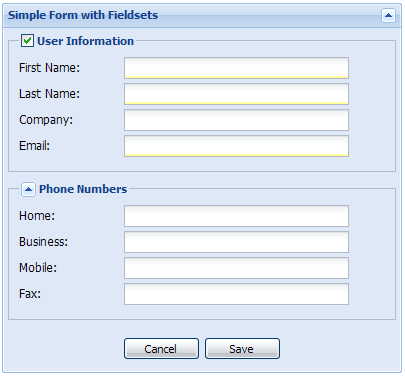 Simple Form with Fieldsets
User Information
First Name:
Last Name:
Company:
Email:
Phone Numbers
Home:
Business:
Mobile:
Fax:
Cancel Save